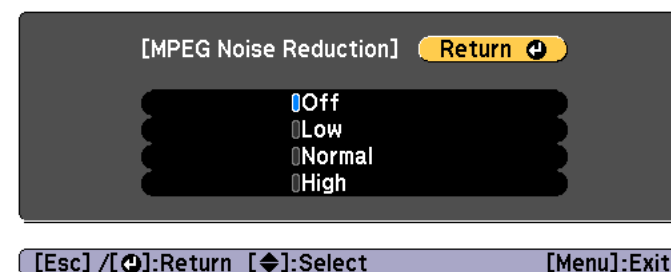 [MPEG Noise Reduction] Return
Off
Low
Normal
High
[Esc] /[ ]:Return [ ]:Select [Menu]:Exit